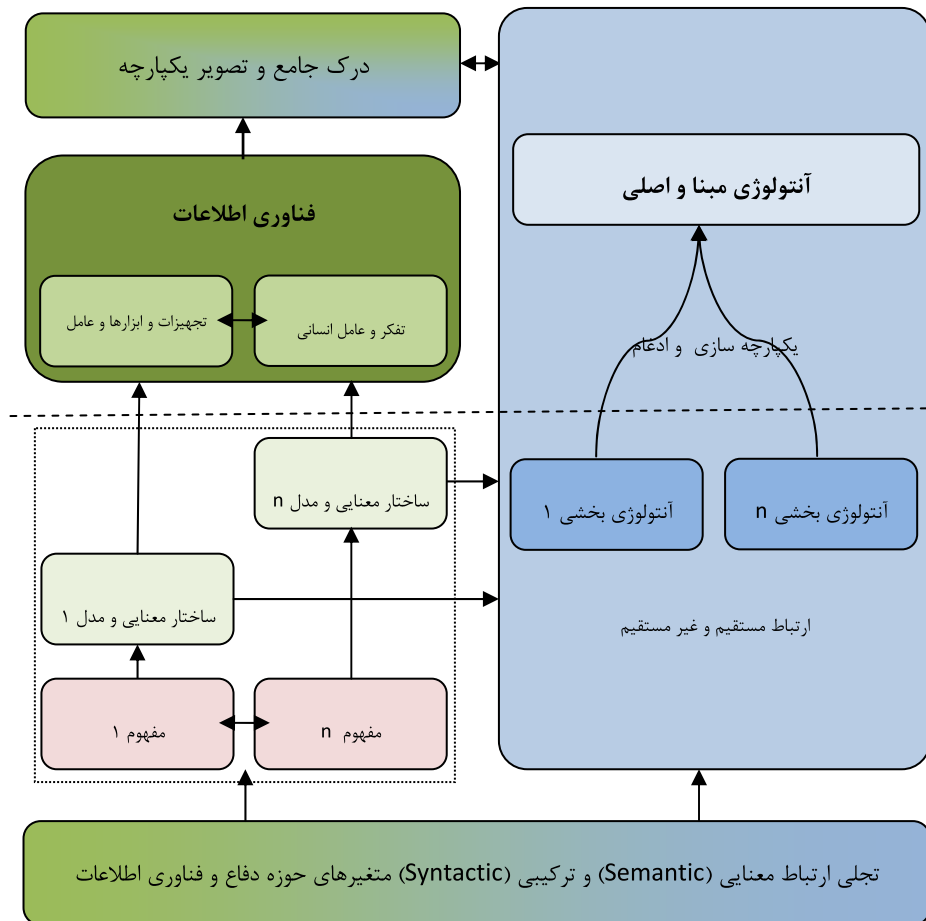 درک جامع و تصویر یکپارچه
فناوری اطلاعات
تجهیزات و ابزارها و عامل
تفکر و عامل انسانی
آنتولوژی مبنا و اصلی
یکپارچه سازی و ادغام
ساختار معنایی و مدل n
آنتولوژی بخشی ۱
آنتولوژی بخشی n
ساختار معنایی و مدل ۱
ارتباط مستقیم و غیر مستقیم
مفهوم ۱
مفهوم n
تجلی ارتباط معنایی (Semantic) و ترکیبی (Syntactic) متغیرهای حوزه دفاع و فناوری اطلاعات